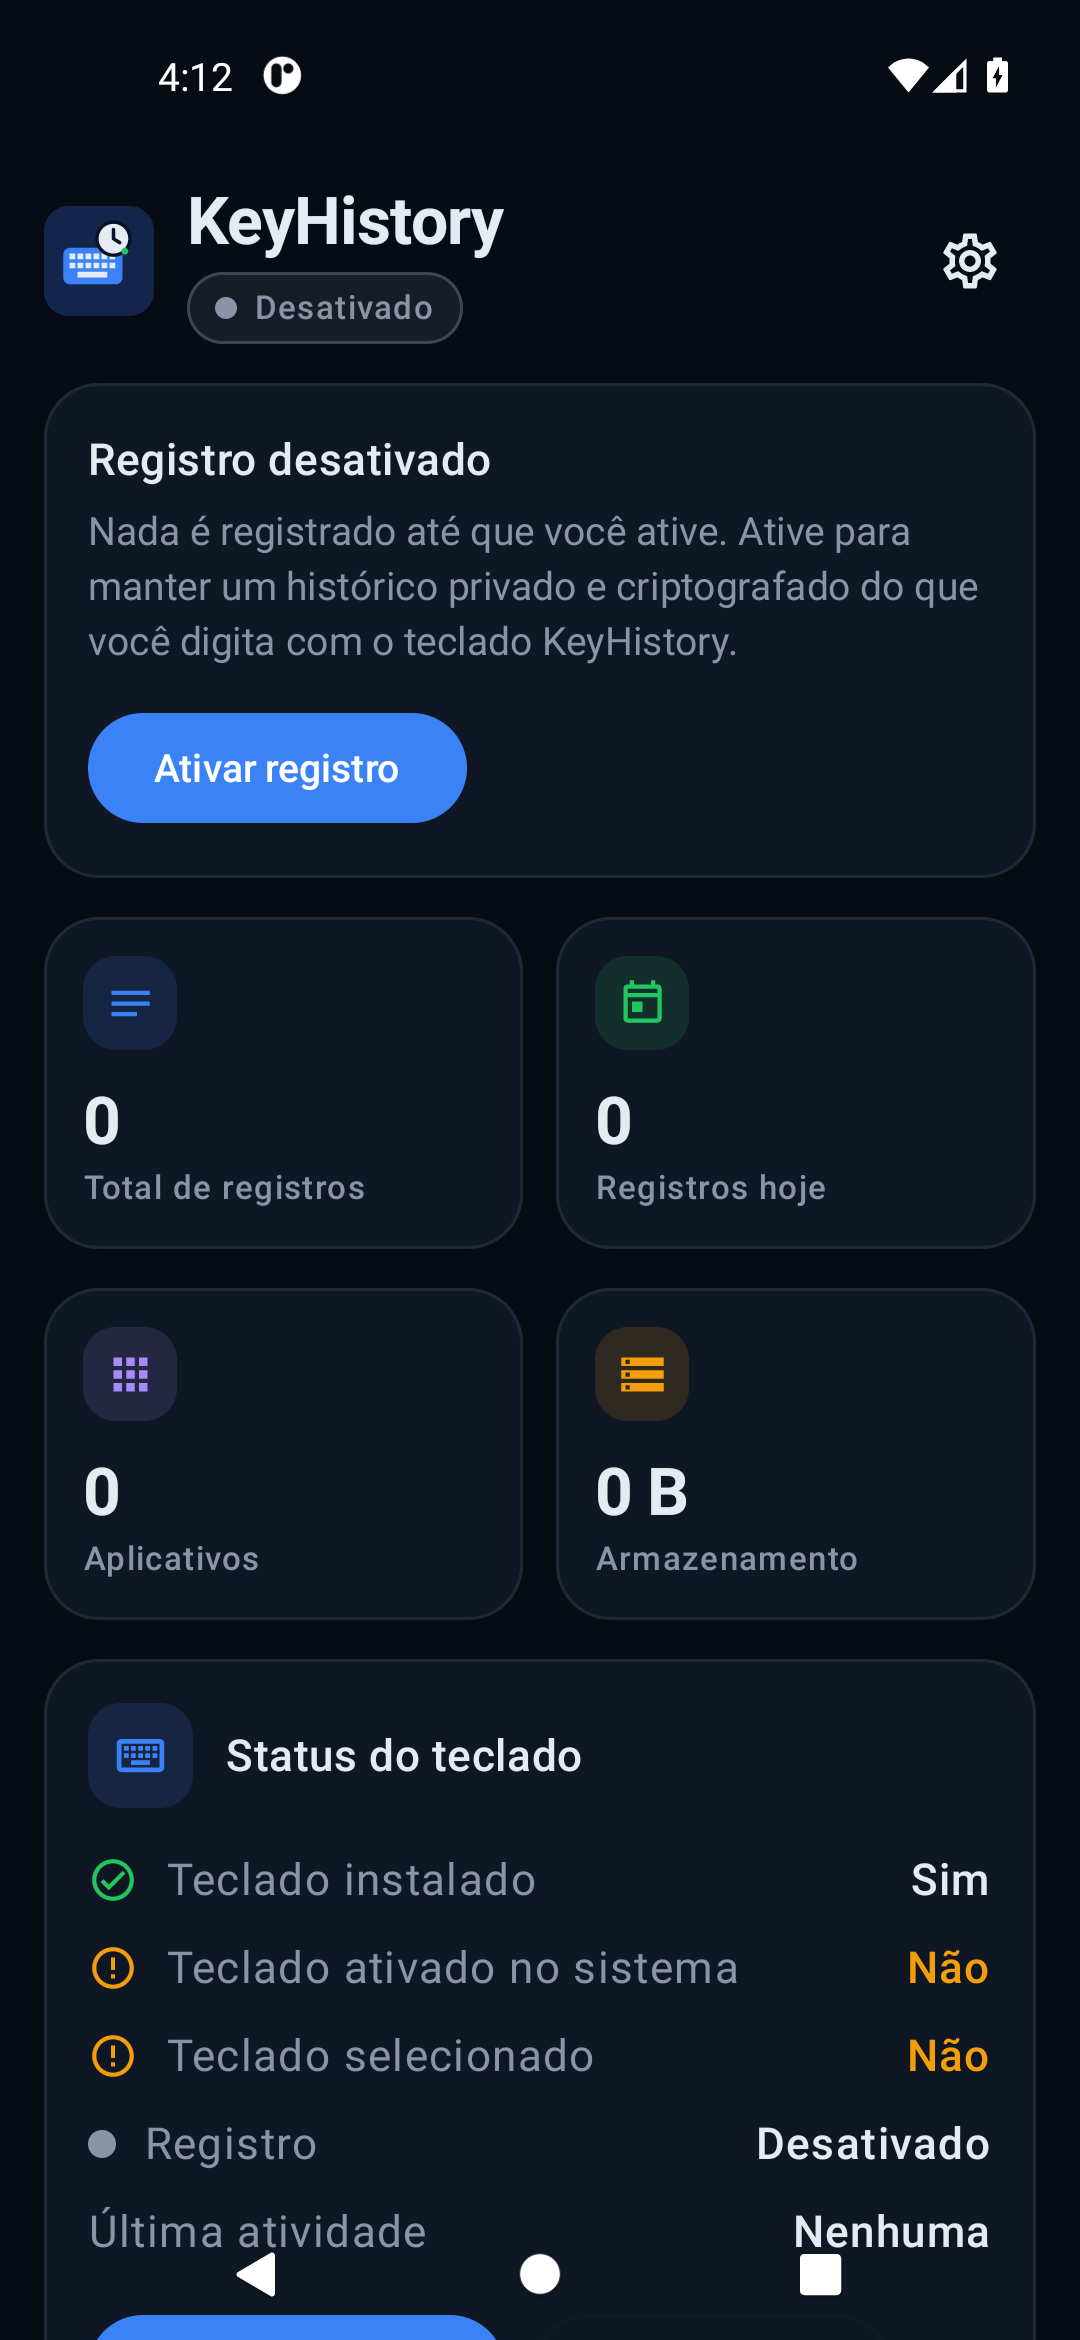 4:12
KeyHistory
Desativado
Registro desativado
Nada é registrado até que você ative. Ative para
manter um histórico privado e criptografado do que
você digita com o teclado KeyHistory.
Ativar registro
0
Total de registros
0
Registros hoje
0
Aplicativos
0 B
Armazenamento
Status do teclado
Teclado instalado Sim
Teclado ativado no sistema Não
Teclado selecionado Não
Registro Desativado
Última atividade Nenhuma